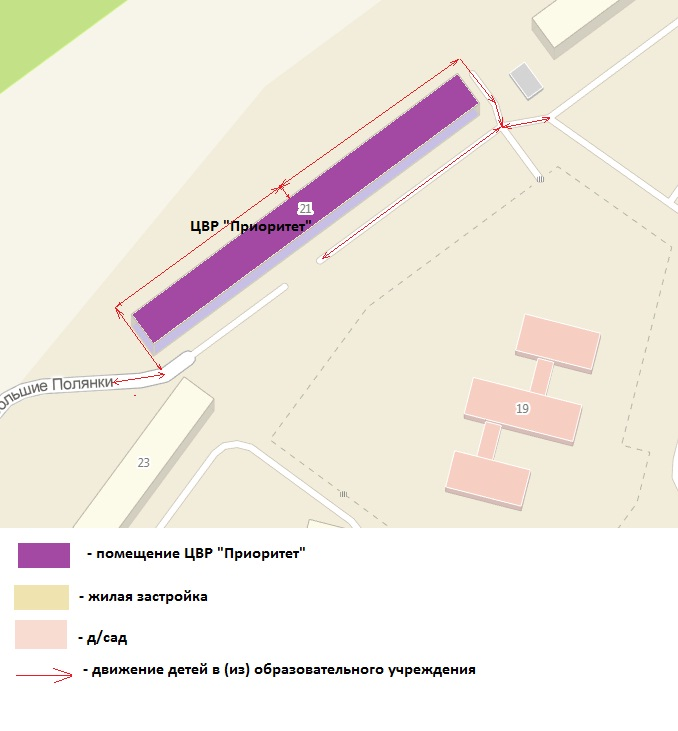 21
ЦВР "Приоритет"
ольшие Полянки
19
23
- помещение ЦВР "Приоритет"
- жилая застройка
- д/сад
- движение детей в (из) образовательного учреждения